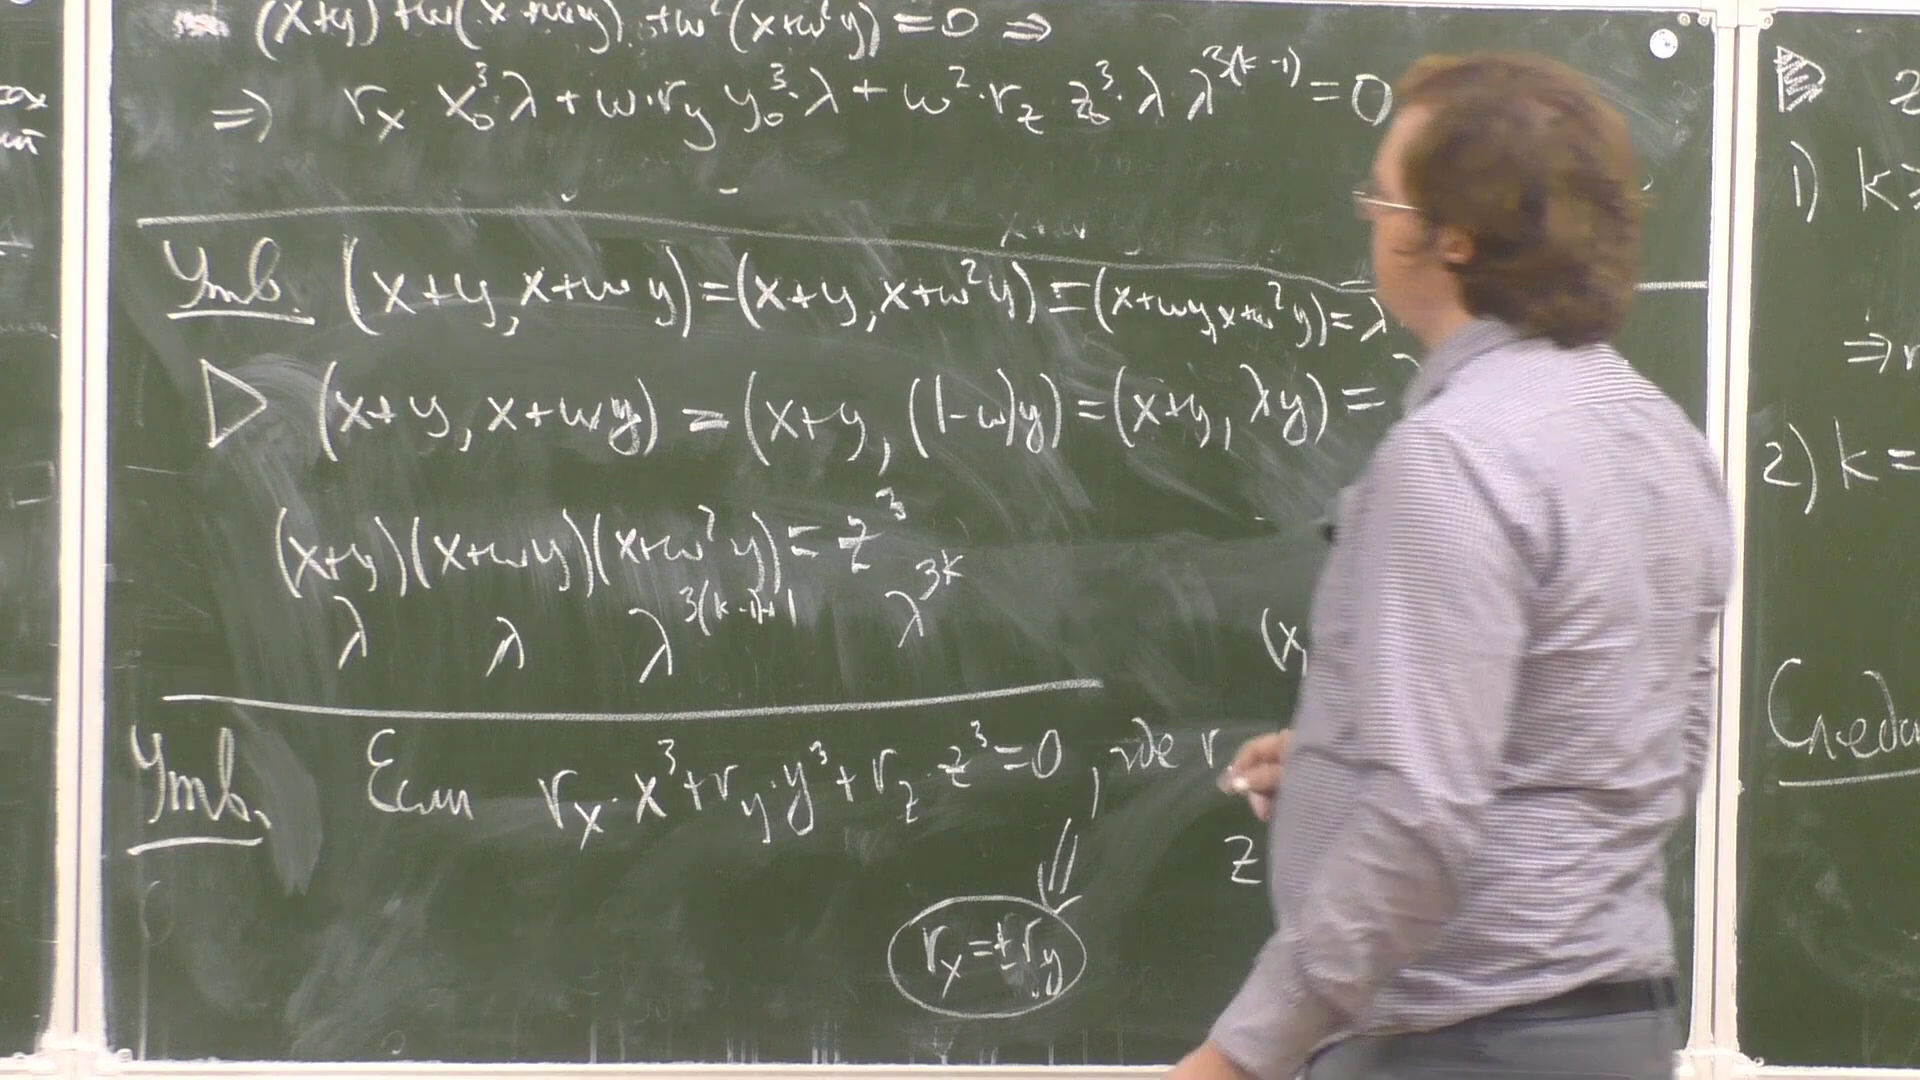 (x+y)+ω(x+ωy)+ω²(x+ω²y)=0 ⇒
⇒ r_x x₀³λ + ω·r_y y₀³·λ + ω²·r_z z₀³·λ λ^{3(k-1)} = 0
Утв. (x+y, x+ωy)=(x+y, x+ω²y)=(x+ωy, x+ω²y)=λ
▷ (x+y, x+ωy) = (x+y, (1-ω)y) = (x+y, λy) =
(x+y)(x+ωy)(x+ω²y) = z³
λ λ λ^{3(k-1)+1} λ^{3k}
(x,
Утв. Если r_x·x³+r_y·y³+r_z·z³=0, где r
z
⇓
r_x=±r_y
▷ z
1) k≥
⇒ r
2) k=
Следс